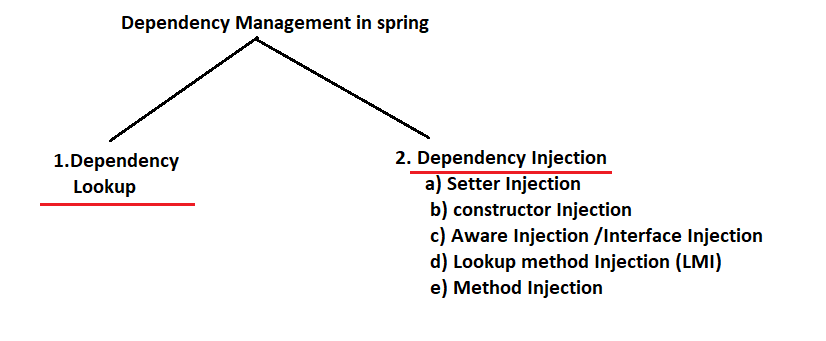 Dependency Management in spring
1.Dependency
Lookup
2. Dependency Injection
a) Setter Injection
b) constructor Injection
c) Aware Injection /Interface Injection
d) Lookup method Injection (LMI)
e) Method Injection